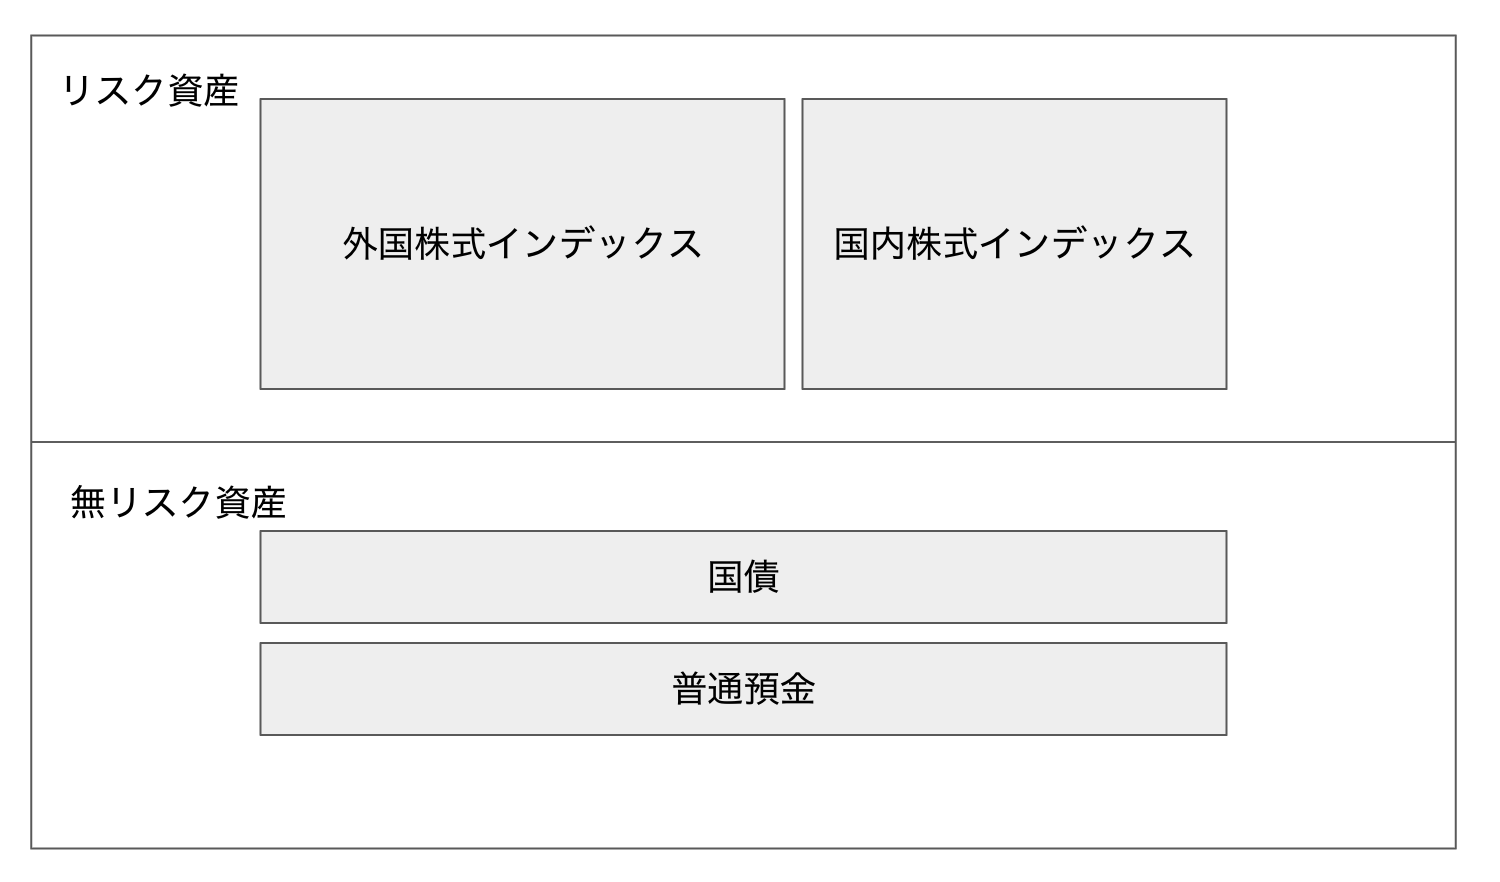 リスク資産
外国株式インデックス
国内株式インデックス
無リスク資産
国債
普通預金